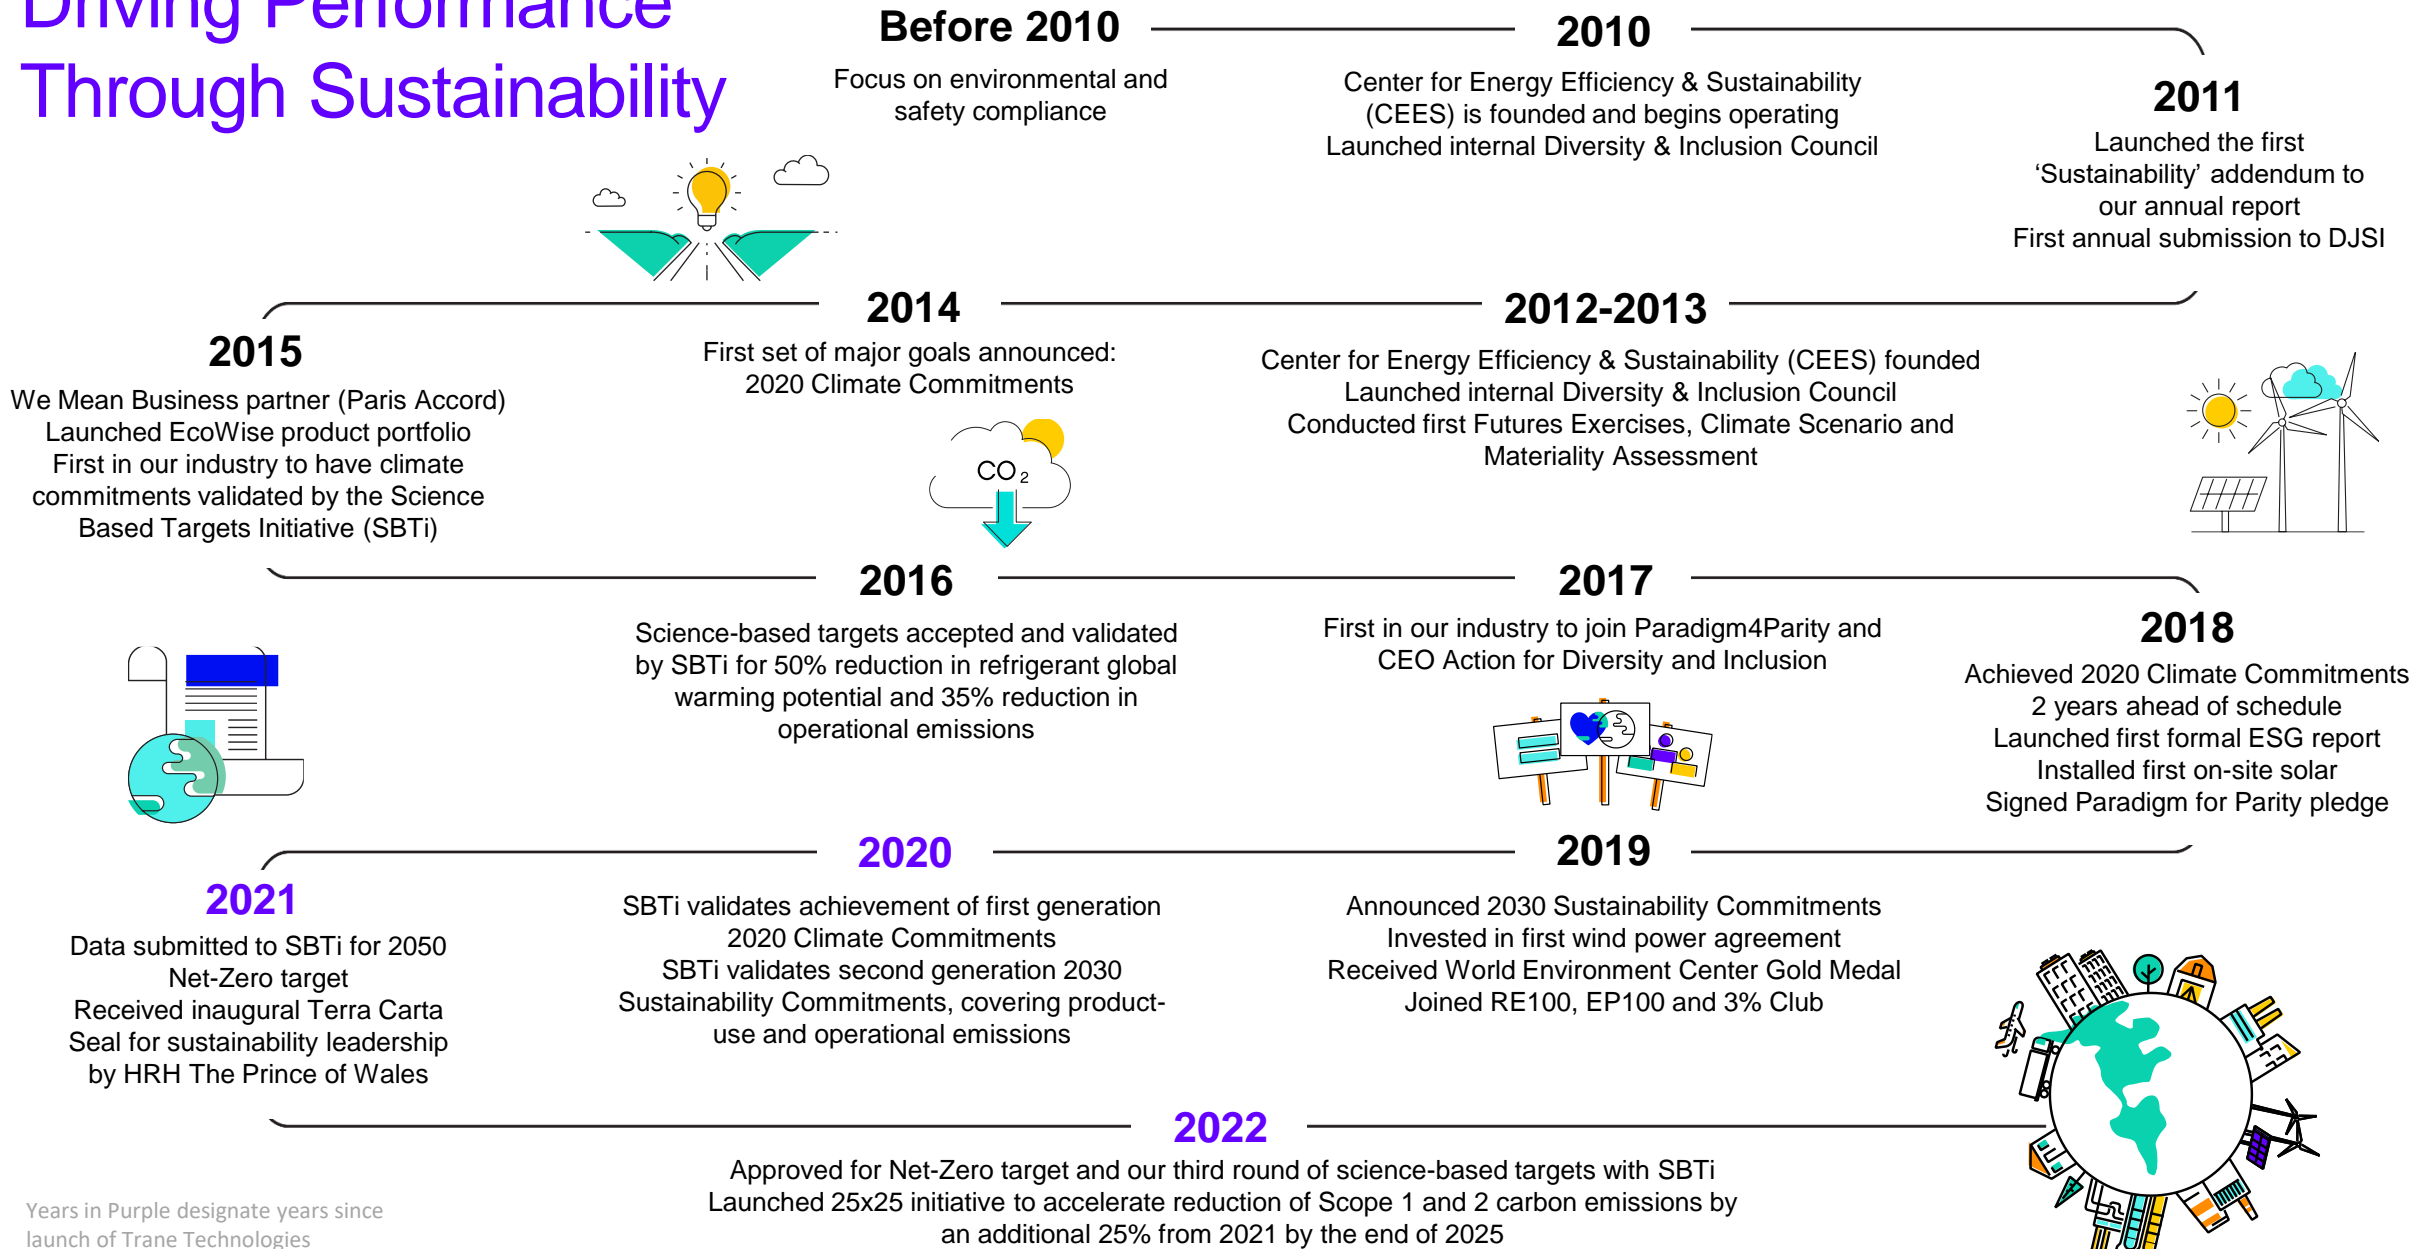 Driving Performance
Through Sustainability
Before 2010
Focus on environmental and
safety compliance
2010
Center for Energy Efficiency & Sustainability
(CEES) is founded and begins operating
Launched internal Diversity & Inclusion Council
2011
Launched the first
‘Sustainability’ addendum to
our annual report
First annual submission to DJSI
2012-2013
Center for Energy Efficiency & Sustainability (CEES) founded
Launched internal Diversity & Inclusion Council
Conducted first Futures Exercises, Climate Scenario and
Materiality Assessment
2014
First set of major goals announced:
2020 Climate Commitments
CO2
2015
We Mean Business partner (Paris Accord)
Launched EcoWise product portfolio
First in our industry to have climate
commitments validated by the Science
Based Targets Initiative (SBTi)
2016
Science-based targets accepted and validated
by SBTi for 50% reduction in refrigerant global
warming potential and 35% reduction in
operational emissions
2017
First in our industry to join Paradigm4Parity and
CEO Action for Diversity and Inclusion
2018
Achieved 2020 Climate Commitments
2 years ahead of schedule
Launched first formal ESG report
Installed first on-site solar
Signed Paradigm for Parity pledge
2019
Announced 2030 Sustainability Commitments
Invested in first wind power agreement
Received World Environment Center Gold Medal
Joined RE100, EP100 and 3% Club
2020
SBTi validates achievement of first generation
2020 Climate Commitments
SBTi validates second generation 2030
Sustainability Commitments, covering product-
use and operational emissions
2021
Data submitted to SBTi for 2050
Net-Zero target
Received inaugural Terra Carta
Seal for sustainability leadership
by HRH The Prince of Wales
2022
Approved for Net-Zero target and our third round of science-based targets with SBTi
Launched 25x25 initiative to accelerate reduction of Scope 1 and 2 carbon emissions by
an additional 25% from 2021 by the end of 2025
Years in Purple designate years since
launch of Trane Technologies